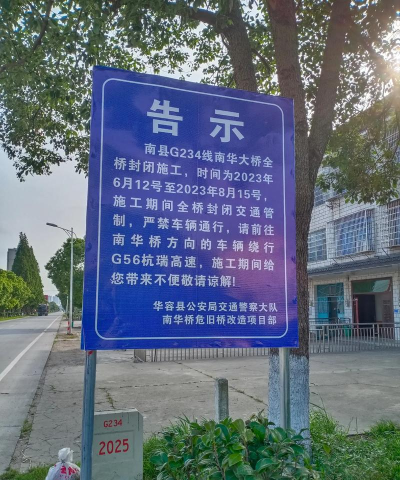 告示
南县G234线南华大桥全
桥封闭施工，时间为2023年
6月12号至2023年8月15号，
施工期间全桥封闭交通管
制，严禁车辆通行，请前往
南华桥方向的车辆绕行
G56杭瑞高速，施工期间给
您带来不便敬请谅解!
华容县公安局交通警察大队
南华桥危旧桥改造项目部
G234
2025